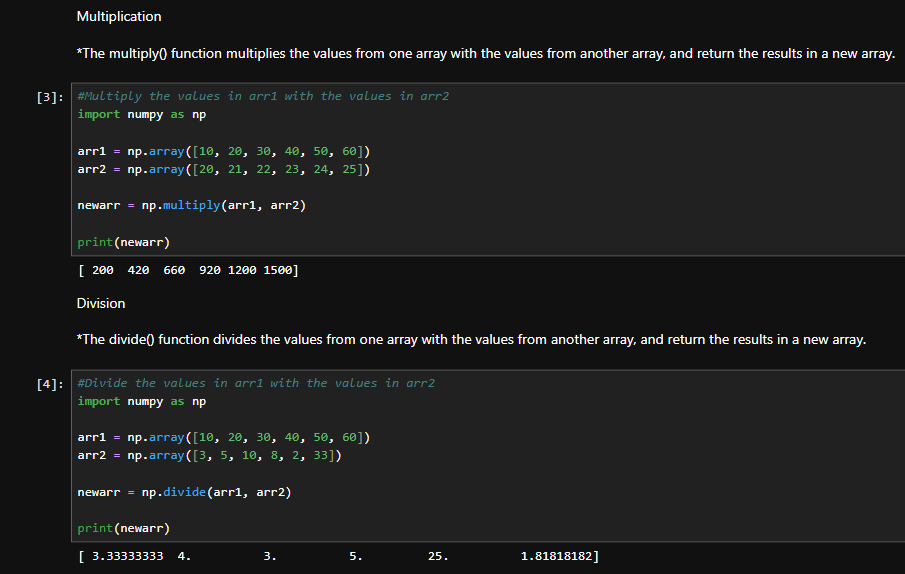 Multiplication
*The multiply() function multiplies the values from one array with the values from another array, and return the results in a new array.
[3]: #Multiply the values in arr1 with the values in arr2
import numpy as np
arr1 = np.array([10, 20, 30, 40, 50, 60])
arr2 = np.array([20, 21, 22, 23, 24, 25])
newarr = np.multiply(arr1, arr2)
print(newarr)
[ 200  420  660  920 1200 1500]
Division
*The divide() function divides the values from one array with the values from another array, and return the results in a new array.
[4]: #Divide the values in arr1 with the values in arr2
import numpy as np
arr1 = np.array([10, 20, 30, 40, 50, 60])
arr2 = np.array([3, 5, 10, 8, 2, 33])
newarr = np.divide(arr1, arr2)
print(newarr)
[ 3.33333333  4.          3.          5.         25.          1.81818182]